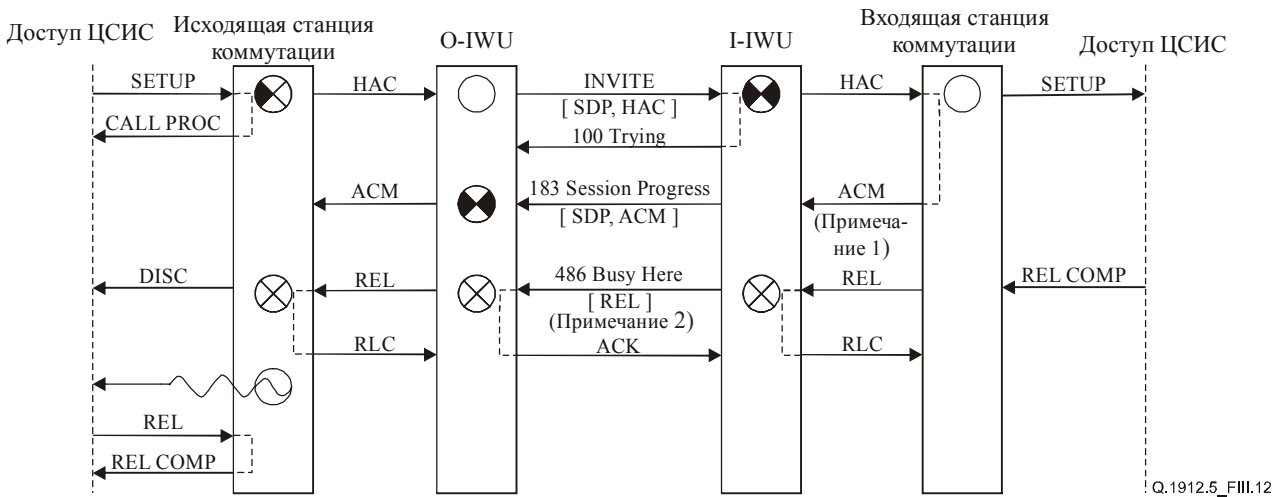 Доступ ЦСИС
Исходящая станция
коммутации
O-IWU
I-IWU
Входящая станция
коммутации
Доступ ЦСИС
SETUP
HAC
INVITE
HAC
SETUP
[ SDP, HAC ]
CALL PROC
100 Trying
ACM
183 Session Progress
ACM
[ SDP, ACM ]
(Примеча-
ние 1)
DISC
REL
486 Busy Here
REL
REL COMP
[ REL ]
(Примечание 2)
RLC
ACK
RLC
REL
REL COMP
Q.1912.5_FIII.12